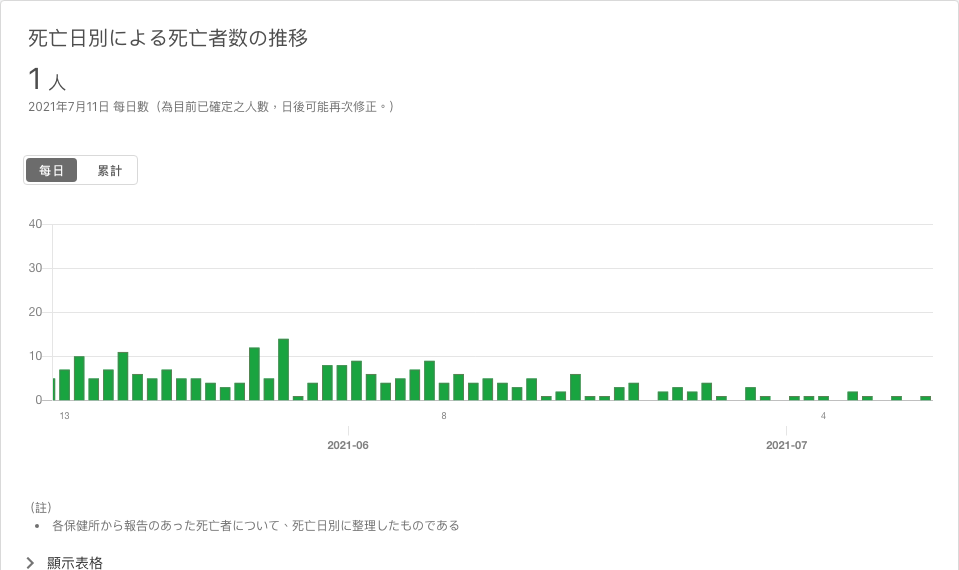 死亡日別による死亡者数の推移
1 人
2021年7月11日 每日數（為目前已確定之人數，日後可能再次修正。）
每日 累計
40
30
20
10
0
13 8 4
2021-06 2021-07
（註）
• 各保健所から報告のあった死亡者について、死亡日別に整理したものである
顯示表格